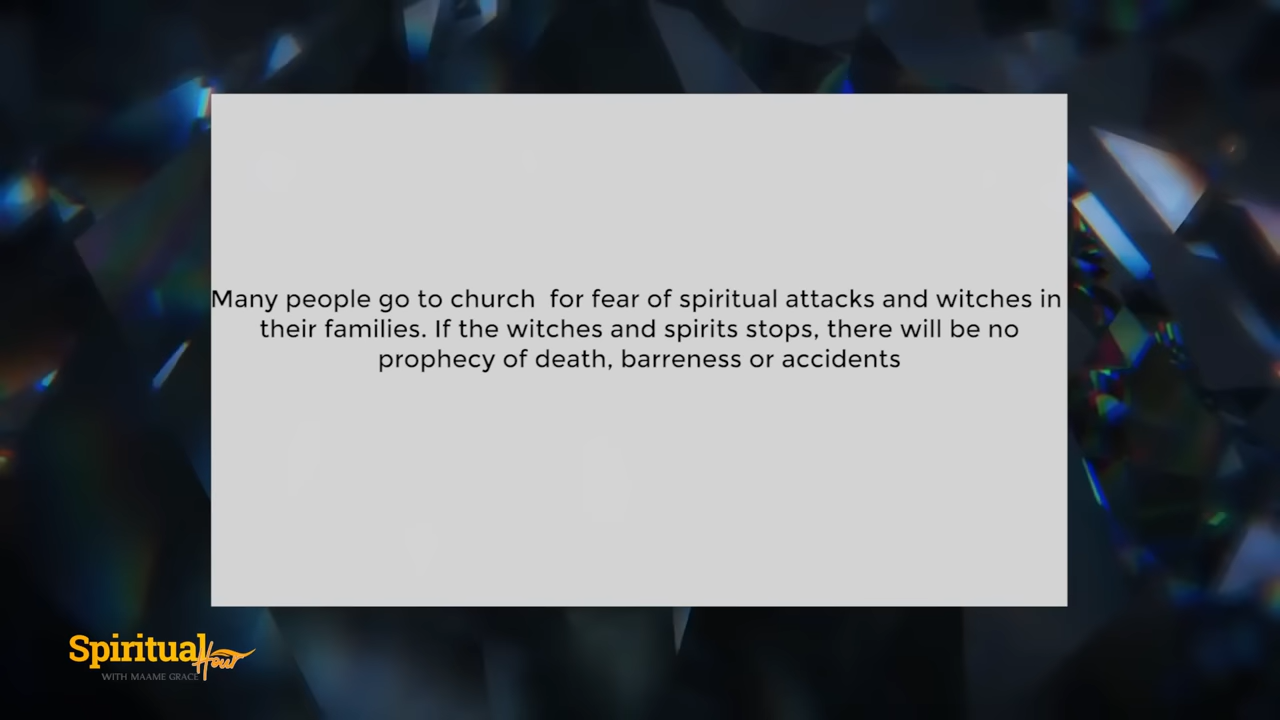 Many people go to church  for fear of spiritual attacks and witches in
their families. If the witches and spirits stops, there will be no
prophecy of death, barreness or accidents
Spiritual
Hour
WITH MAAME GRACE